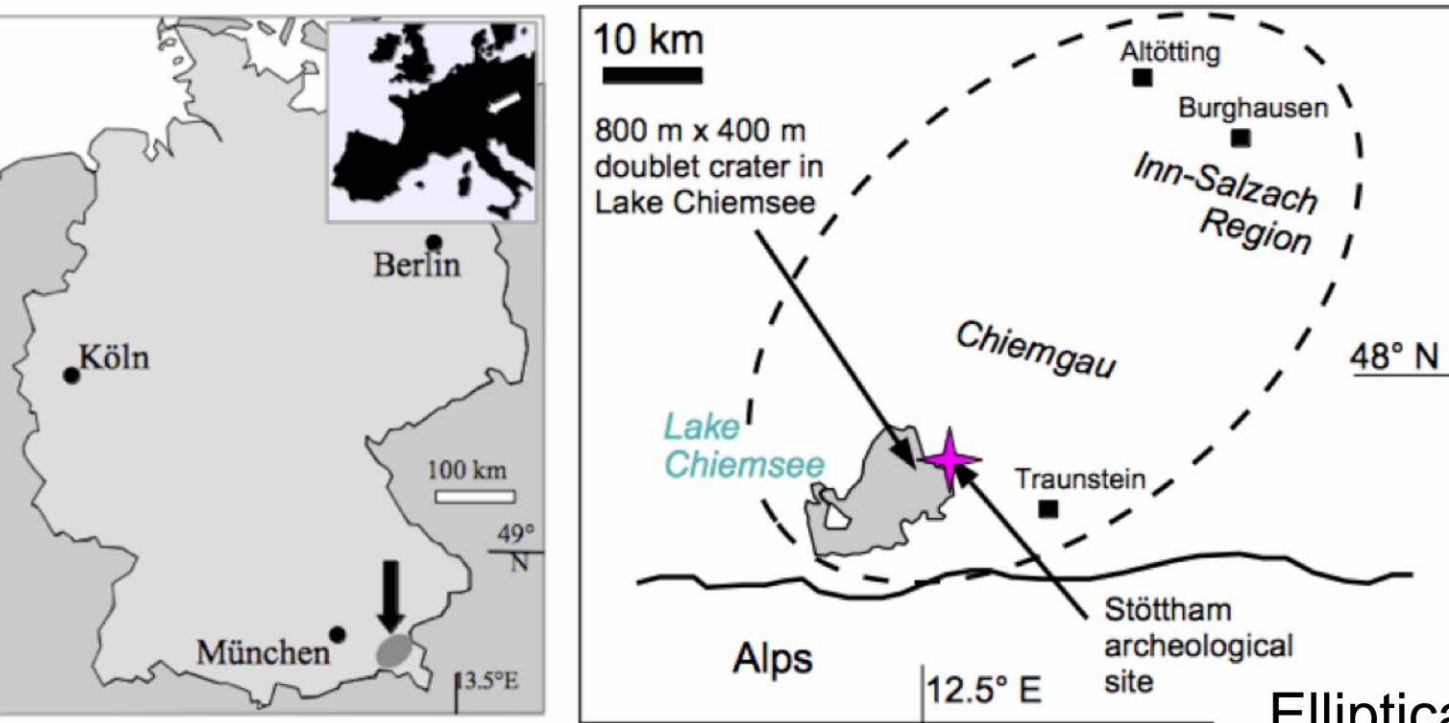 Berlin
Köln
100 km
49°
N
München
13.5°E
10 km
800 m x 400 m
doublet crater in
Lake Chiemsee
Altötting
Burghausen
Inn-Salzach
Region
Chiemgau
48° N
Lake
Chiemsee
Traunstein
Stöttham
archeological
site
Alps
12.5° E
Elliptica